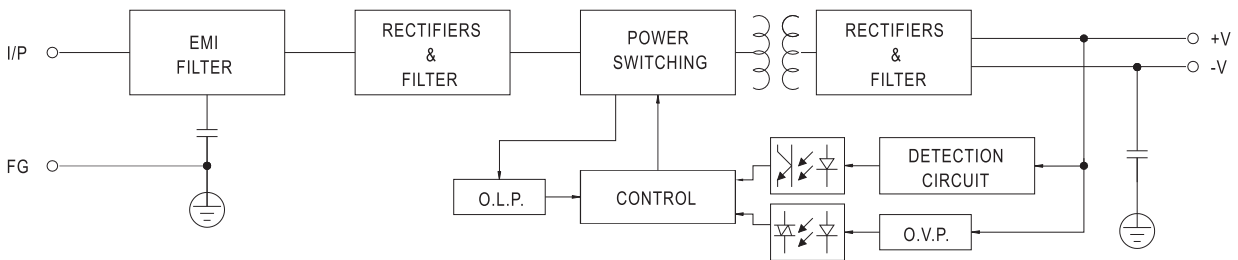 I/P
EMI
FILTER
RECTIFIERS
&
FILTER
POWER
SWITCHING
RECTIFIERS
&
FILTER
+V
-V
FG
O.L.P.
CONTROL
DETECTION
CIRCUIT
O.V.P.